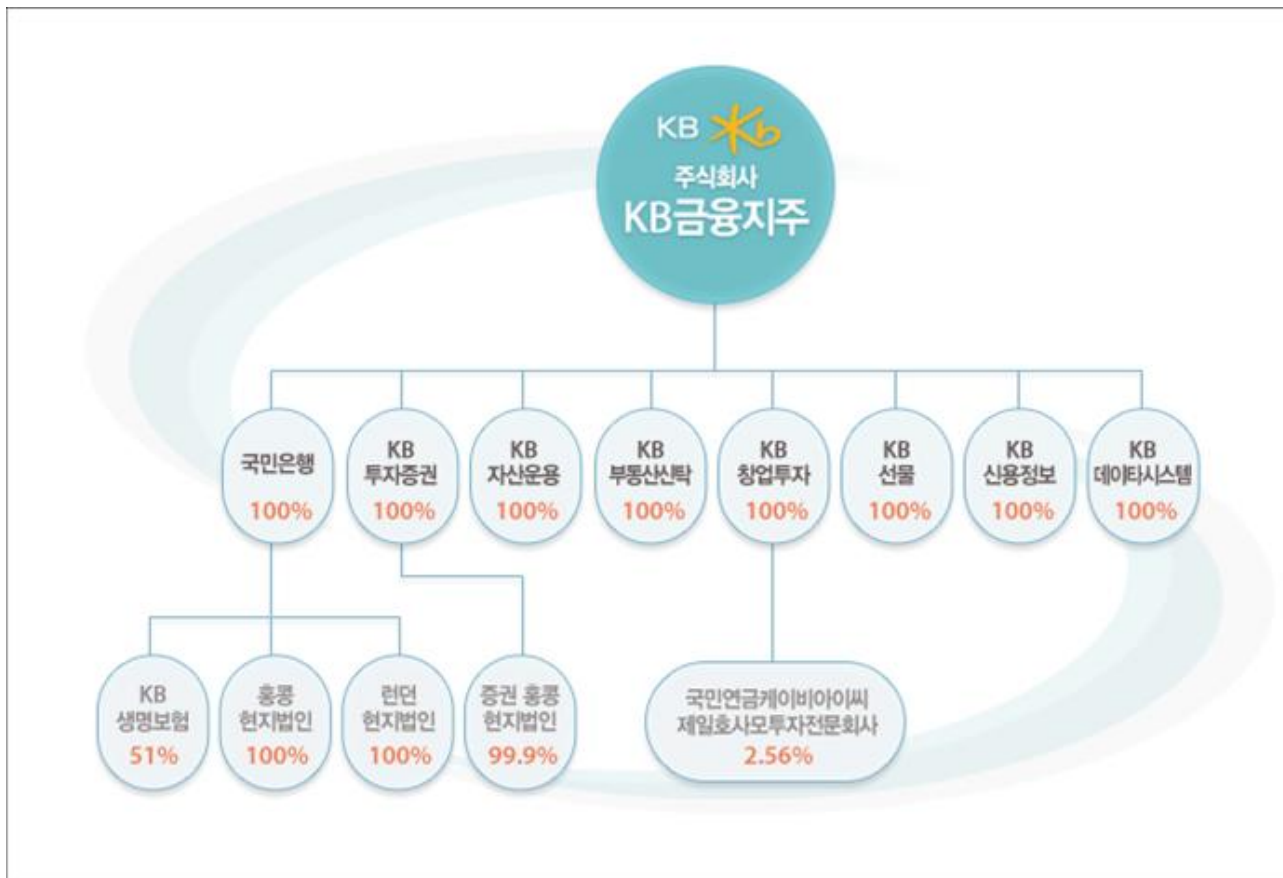 KB Kb
주식회사
KB금융지주
국민은행
100%
KB
투자증권
100%
KB
자산운용
100%
KB
부동산신탁
100%
KB
창업투자
100%
KB
선물
100%
KB
신용정보
100%
KB
데이타시스템
100%
KB
생명보험
51%
홍콩
현지법인
100%
런던
현지법인
100%
증권 홍콩
현지법인
99.9%
국민연금케이비아이씨
제일호사모투자전문회사
2.56%